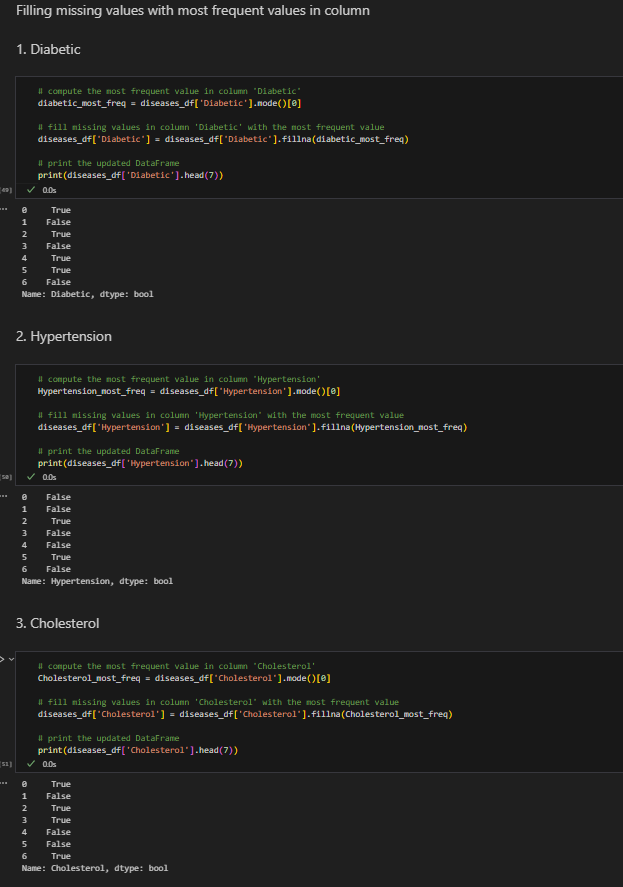 Filling missing values with most frequent values in column
1. Diabetic
# compute the most frequent value in column 'Diabetic'
diabetic_most_freq = diseases_df['Diabetic'].mode()[0]
# fill missing values in column 'Diabetic' with the most frequent value
diseases_df['Diabetic'] = diseases_df['Diabetic'].fillna(diabetic_most_freq)
# print the updated DataFrame
print(diseases_df['Diabetic'].head(7))
[49] ✓ 0.0s
... 0 True
1 False
2 True
3 False
4 True
5 True
6 False
Name: Diabetic, dtype: bool
2. Hypertension
# compute the most frequent value in column 'Hypertension'
Hypertension_most_freq = diseases_df['Hypertension'].mode()[0]
# fill missing values in column 'Hypertension' with the most frequent value
diseases_df['Hypertension'] = diseases_df['Hypertension'].fillna(Hypertension_most_freq)
# print the updated DataFrame
print(diseases_df['Hypertension'].head(7))
[50] ✓ 0.0s
... 0 False
1 False
2 True
3 False
4 False
5 True
6 False
Name: Hypertension, dtype: bool
3. Cholesterol
# compute the most frequent value in column 'Cholesterol'
Cholesterol_most_freq = diseases_df['Cholesterol'].mode()[0]
# fill missing values in column 'Cholesterol' with the most frequent value
diseases_df['Cholesterol'] = diseases_df['Cholesterol'].fillna(Cholesterol_most_freq)
# print the updated DataFrame
print(diseases_df['Cholesterol'].head(7))
[51] ✓ 0.0s
... 0 True
1 False
2 True
3 True
4 False
5 False
6 True
Name: Cholesterol, dtype: bool